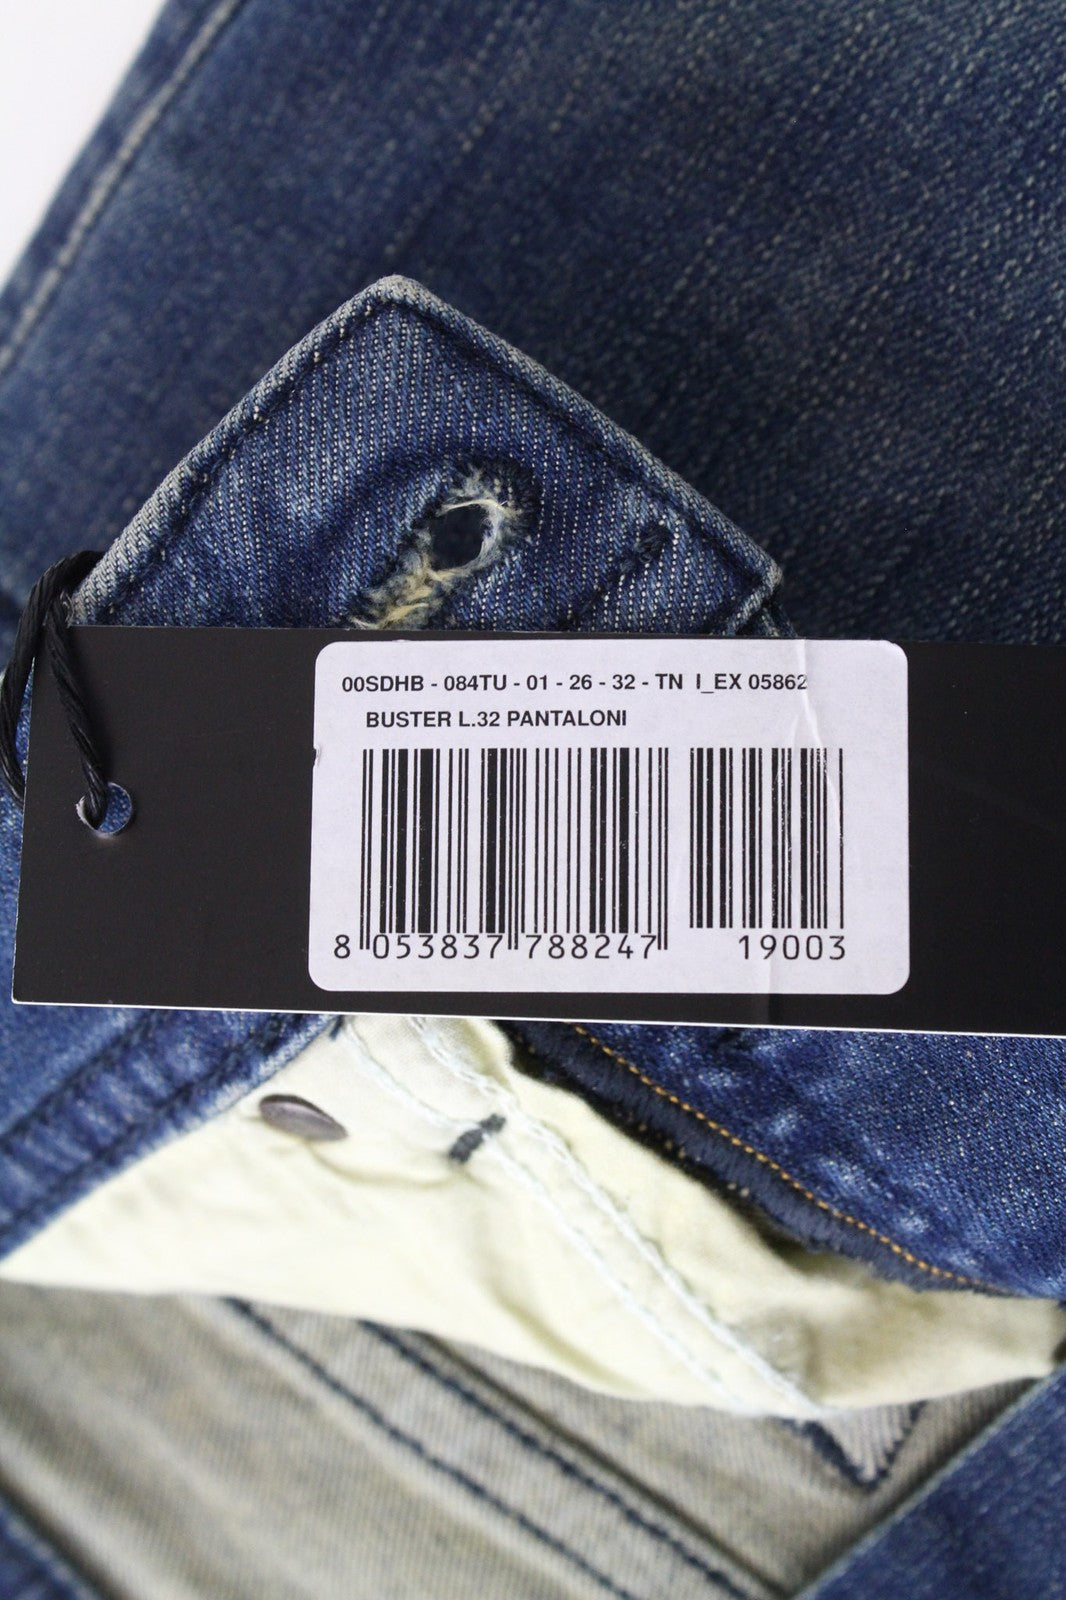 00SDHB - 084TU - 01 - 26 - 32 - TN I_EX 05862
BUSTER L.32 PANTALONI
8 053837 788247 19003